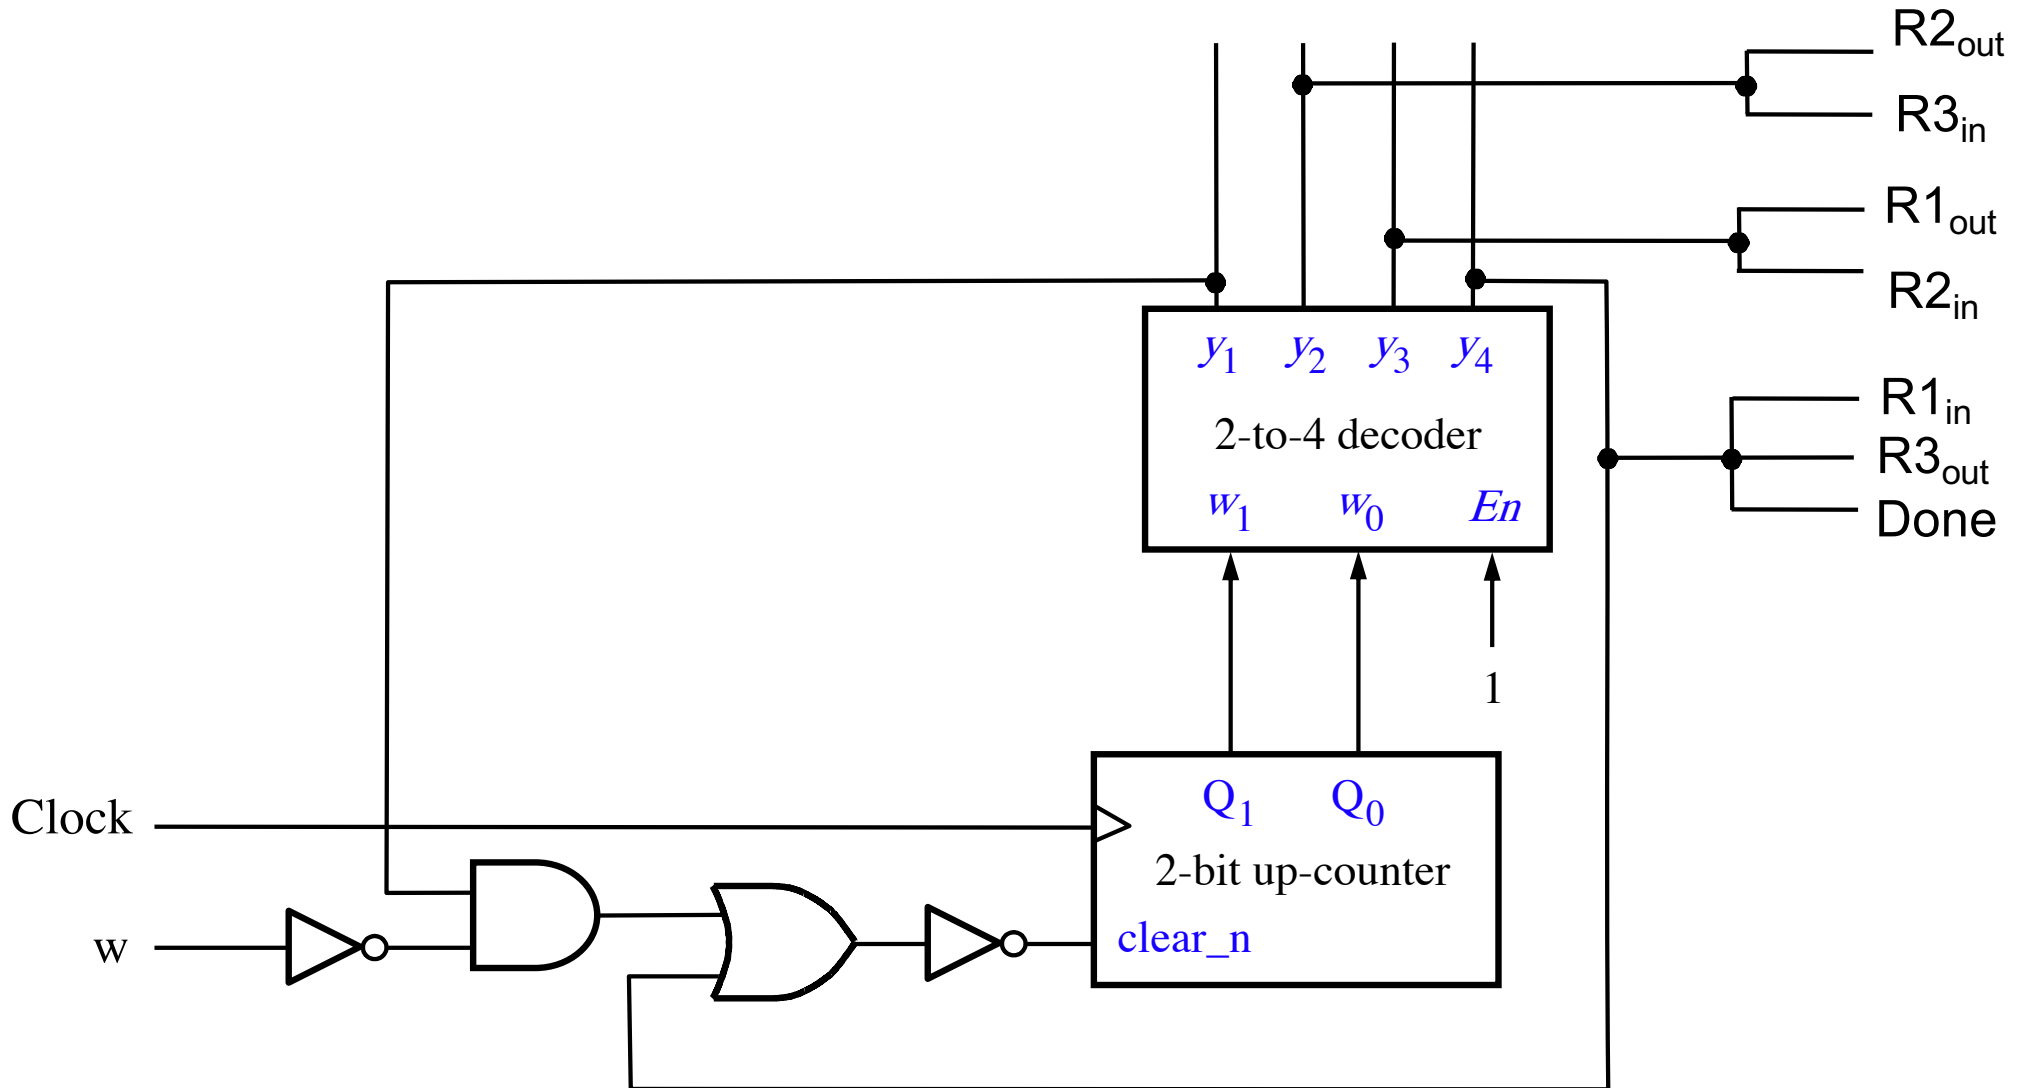 R2out
R3in
R1out
R2in
y1 y2 y3 y4
R1in
2-to-4 decoder
R3out
w1 w0 En
Done
1
Q1 Q0
Clock
2-bit up-counter
w
clear_n